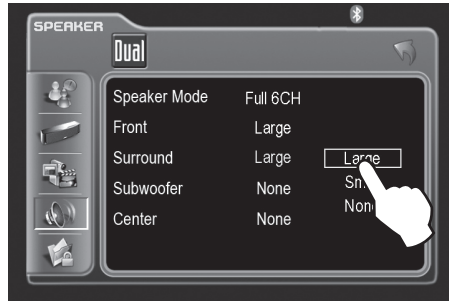 SPEAKER
Dual
Speaker Mode Full 6CH
Front Large
Surround Large Large
Subwoofer None
Center None